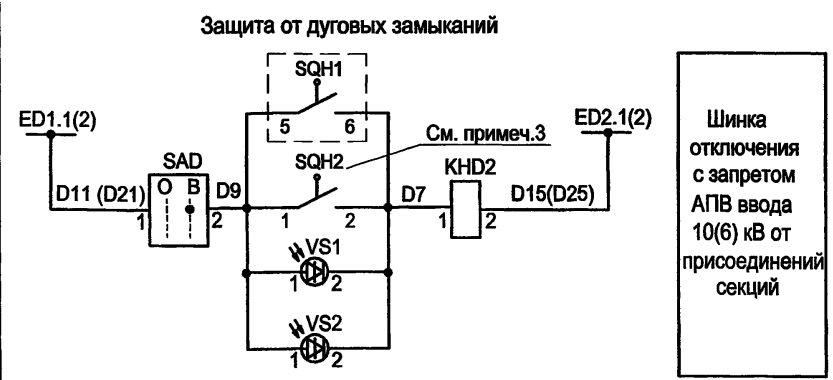 Защита от дуговых замыканий
SQH1
5 6
ED1.1(2)
ED2.1(2)
См. примеч.3
SAD
SQH2
KHD2
О В
D11 (D21)
D9
D7
D15(D25)
1 2
1 2
1 2
VS1
1 2
VS2
1 2
Шинка
отключения
с запретом
АПВ ввода
10(6) кВ от
присоединений
секций